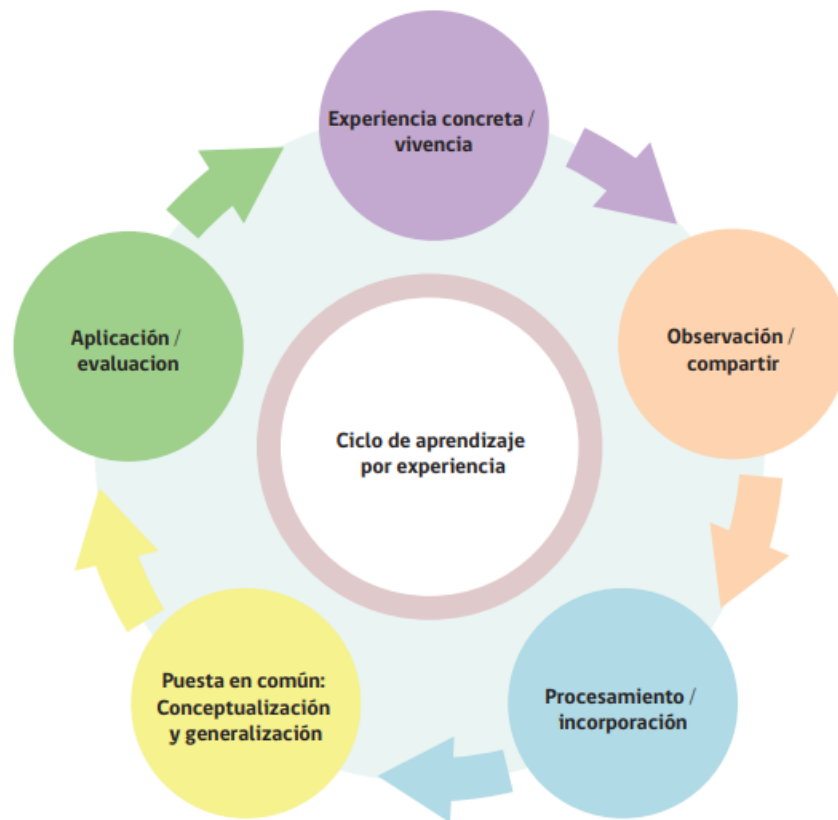 Experiencia concreta /
vivencia
Observación /
compartir
Procesamiento /
incorporación
Puesta en común:
Conceptualización
y generalización
Aplicación /
evaluacion
Ciclo de aprendizaje
por experiencia